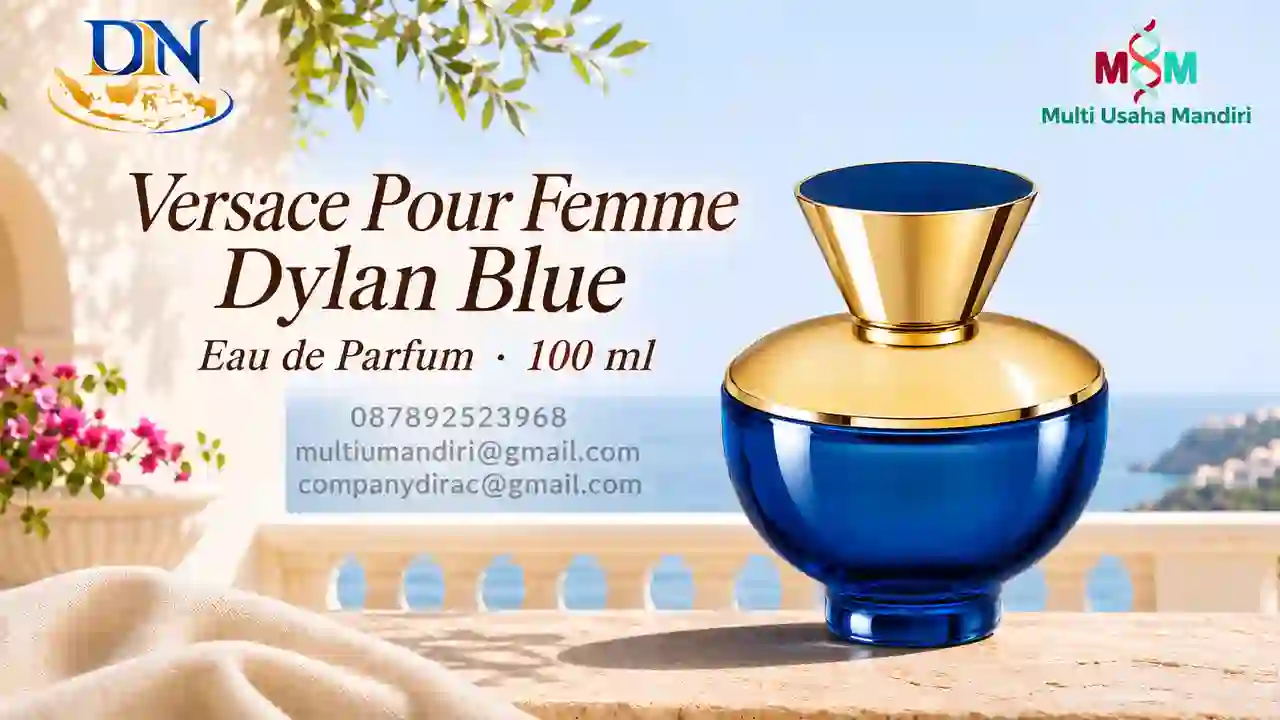 DN
MSM
Multi Usaha Mandiri
Versace Pour Femme
Dylan Blue
Eau de Parfum · 100 ml
087892523968
multiumandiri@gmail.com
companydirac@gmail.com